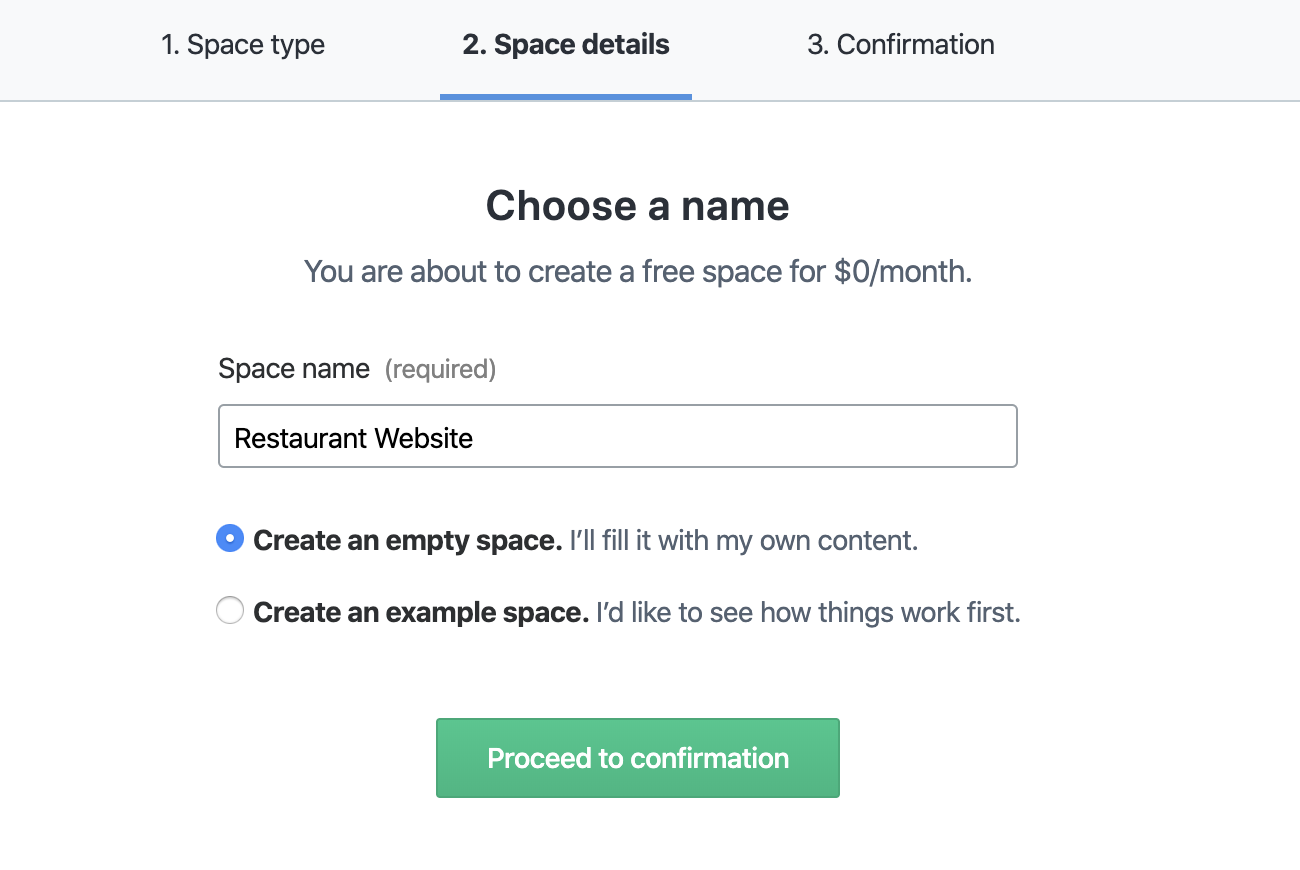 1. Space type
2. Space details
3. Confirmation
Choose a name
You are about to create a free space for $0/month.
Space name (required)
Restaurant Website
Create an empty space. I’ll fill it with my own content.
Create an example space. I’d like to see how things work first.
Proceed to confirmation